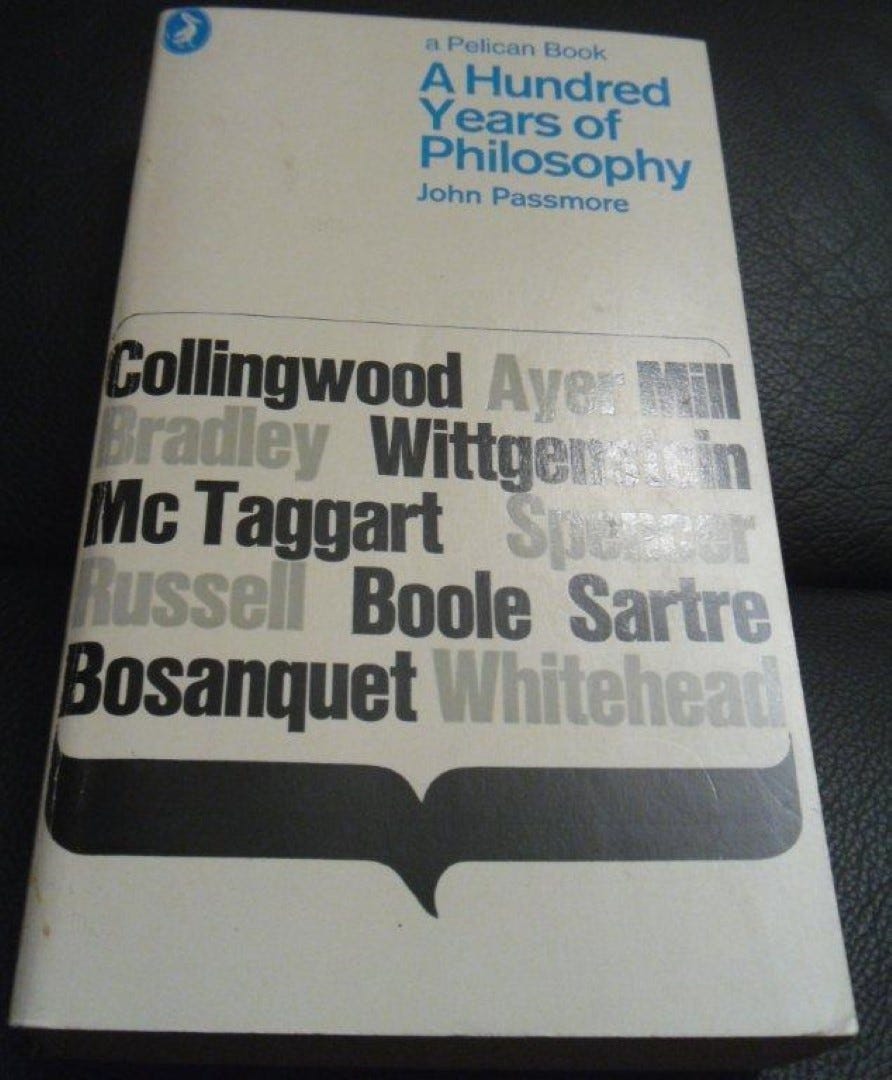 a Pelican Book
A Hundred
Years of
Philosophy
John Passmore
Collingwood Ayer Mill
Bradley Wittgenstein
Mc Taggart Spencer
Russell Boole Sartre
Bosanquet Whitehead